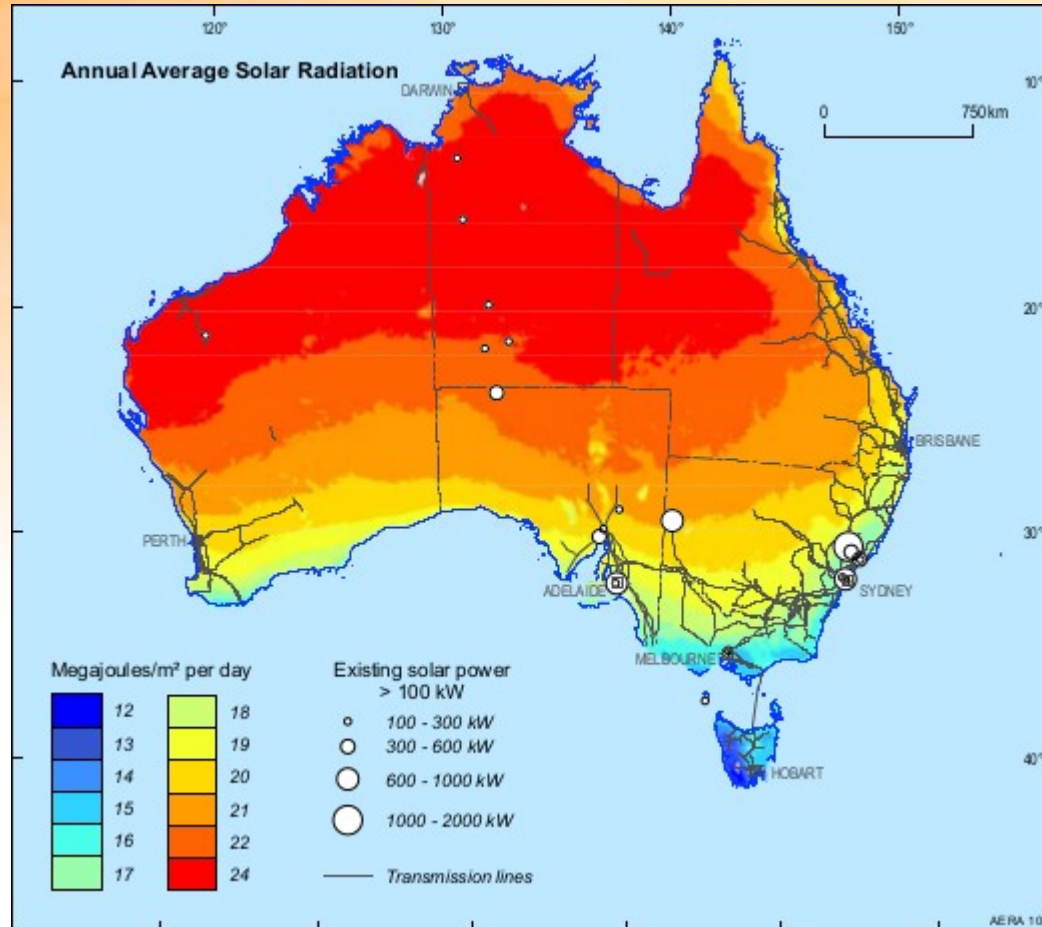 120° 130° 140° 150°
Annual Average Solar Radiation
10°
DARWIN
0 750km
20°
BRISBANE
30°
PERTH
ADELAIDE
SYDNEY
MELBOURNE
Megajoules/m² per day
12 18
13 19
14 20
15 21
16 22
17 24
Existing solar power
> 100 kW
100 - 300 kW
300 - 600 kW
600 - 1000 kW
1000 - 2000 kW
Transmission lines
40°
HOBART
AERA 10